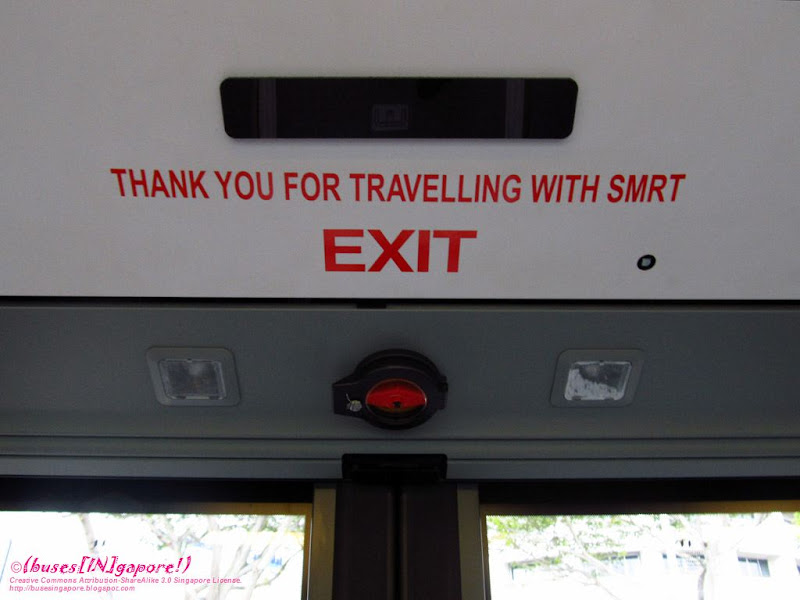 THANK YOU FOR TRAVELLING WITH SMRT
EXIT
©(buses[IN]gapore!)
Creative Commons Attribution-ShareAlike 3.0 Singapore License.
http://busesingapore.blogspot.com